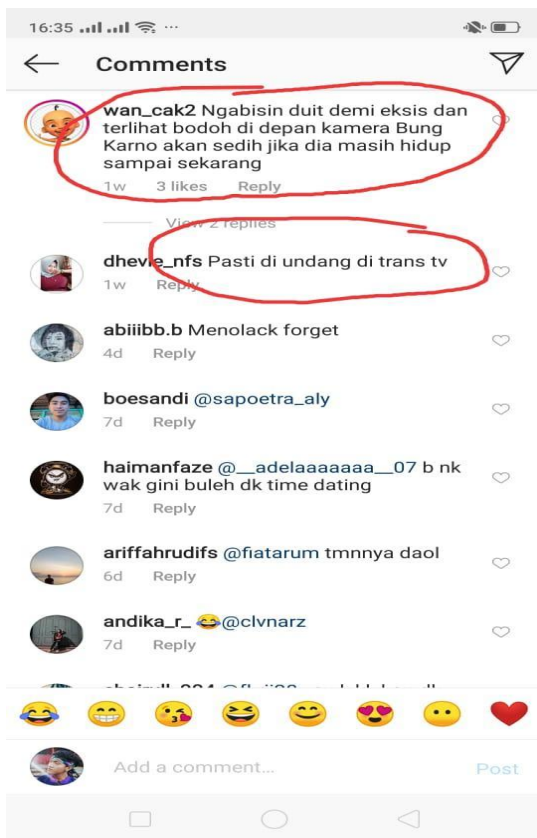 16:35
Comments
wan_cak2 Ngabisin duit demi eksis dan
terlihat bodoh di depan kamera Bung
Karno akan sedih jika dia masih hidup
sampai sekarang
1w 3 likes Reply
View 2 replies
dhevie_nfs Pasti di undang di trans tv
1w Reply
abiiibb.b Menolack forget
4d Reply
boesandi @sapoetra_aly
7d Reply
haimanfaze @__adelaaaaaaa__07 b nk
wak gini buleh dk time dating
7d Reply
ariffahrudifs @fiatarum tmnnya daol
6d Reply
andika_r_ 😂@clvnarz
7d Reply
Add a comment... Post